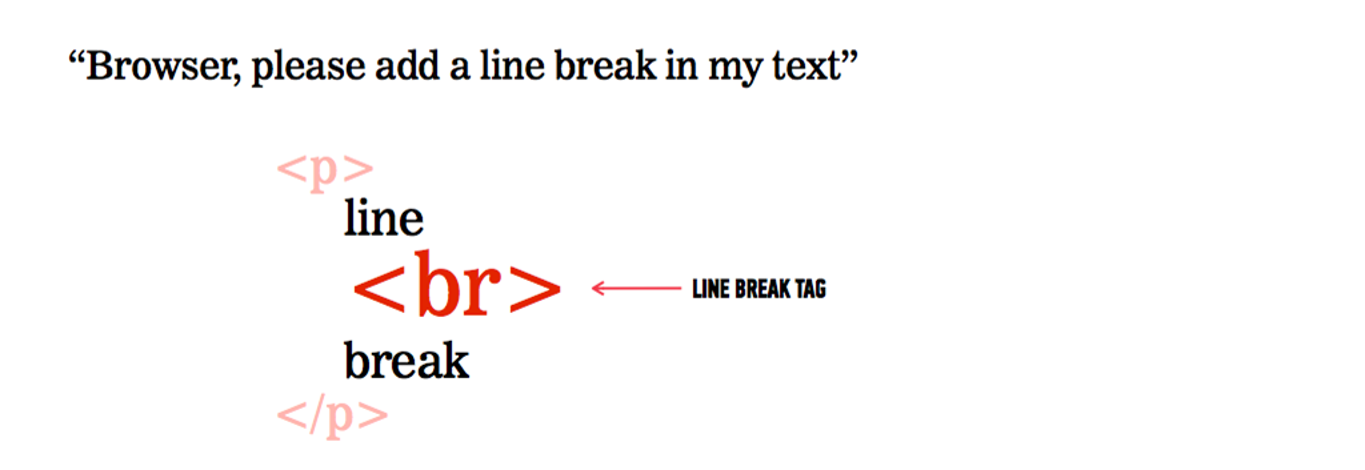 “Browser, please add a line break in my text”
<p>
line
<br> LINE BREAK TAG
break
</p>